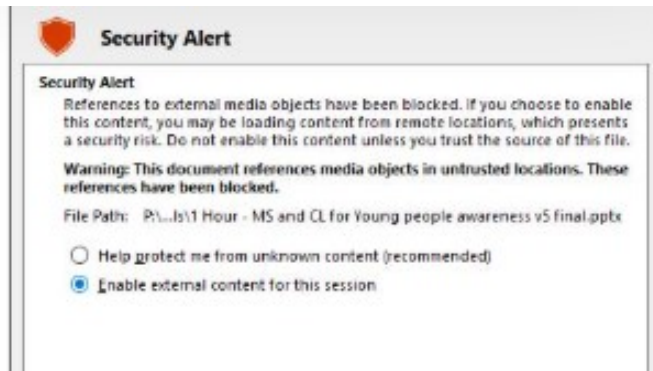 Security Alert
Security Alert
References to external media objects have been blocked. If you choose to enable
this content, you may be loading content from remote locations, which presents
a security risk. Do not enable this content unless you trust the source of this file.
Warning: This document references media objects in untrusted locations. These
references have been blocked.
File Path: P:\...ls\1 Hour - MS and CL for Young people awareness v5 final.pptx
Help protect me from unknown content (recommended)
Enable external content for this session